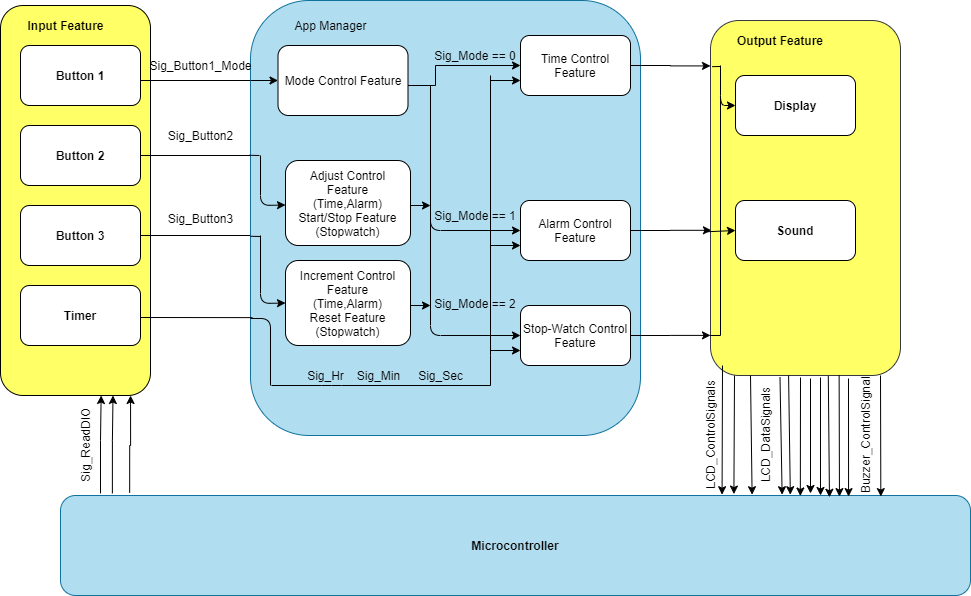 Input Feature
Button 1
Button 2
Button 3
Timer
Sig_Button1_Mode
Sig_Button2
Sig_Button3
App Manager
Mode Control Feature
Adjust Control
Feature
(Time,Alarm)
Start/Stop Feature
(Stopwatch)
Increment Control
Feature
(Time,Alarm)
Reset Feature
(Stopwatch)
Sig_Hr Sig_Min Sig_Sec
Sig_Mode == 0
Sig_Mode == 1
Sig_Mode == 2
Time Control
Feature
Alarm Control
Feature
Stop-Watch Control
Feature
Output Feature
Display
Sound
Sig_ReadDIO
LCD_ControlSignals
LCD_DataSignals
Buzzer_ControlSignal
Microcontroller